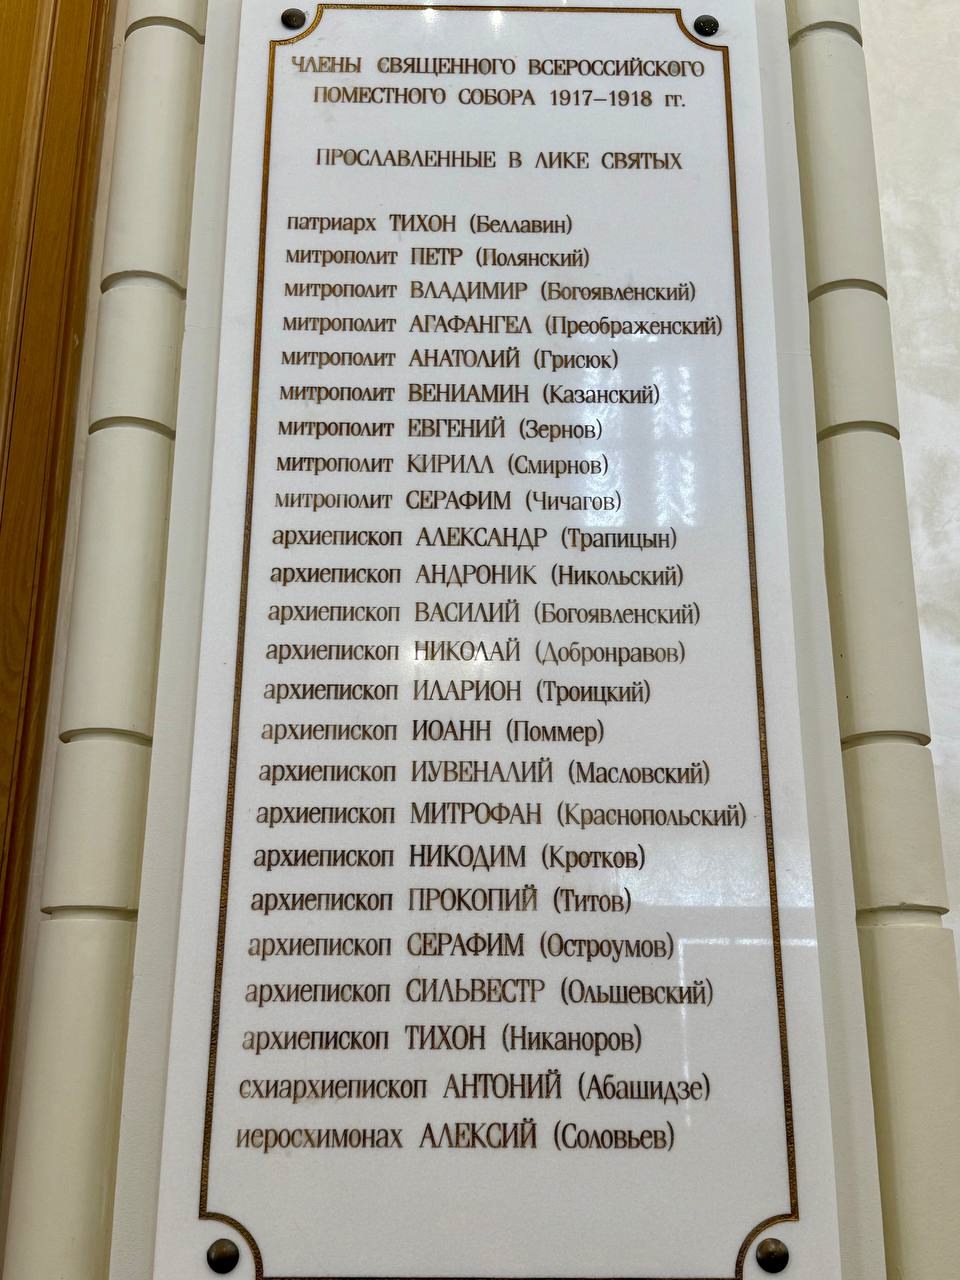 ЧЛЕНЫ СВЯЩЕННОГО ВСЕРОССИЙСКОГО
ПОМЕСТНОГО СОБОРА 1917–1918 гг.
ПРОСЛАВЛЕННЫЕ В ЛИКЕ СВЯТЫХ
патриарх ТИХОН (Беллавин)
митрополит ПЕТР (Полянский)
митрополит ВЛАДИМИР (Богоявленский)
митрополит АГАФАНГЕЛ (Преображенский)
митрополит АНАТОЛИЙ (Грисюк)
митрополит ВЕНИАМИН (Казанский)
митрополит ЕВГЕНИЙ (Зернов)
митрополит КИРИЛЛ (Смирнов)
митрополит СЕРАФИМ (Чичагов)
архиепископ АЛЕКСАНДР (Трапицын)
архиепископ АНДРОНИК (Никольский)
архиепископ ВАСИЛИЙ (Богоявленский)
архиепископ НИКОЛАЙ (Добронравов)
архиепископ ИЛАРИОН (Троицкий)
архиепископ ИОАНН (Поммер)
архиепископ ИУВЕНАЛИЙ (Масловский)
архиепископ МИТРОФАН (Краснопольский)
архиепископ НИКОДИМ (Кротков)
архиепископ ПРОКОПИЙ (Титов)
архиепископ СЕРАФИМ (Остроумов)
архиепископ СИЛЬВЕСТР (Ольшевский)
архиепископ ТИХОН (Никаноров)
схиархиепископ АНТОНИЙ (Абашидзе)
иеросхимонах АЛЕКСИЙ (Соловьев)